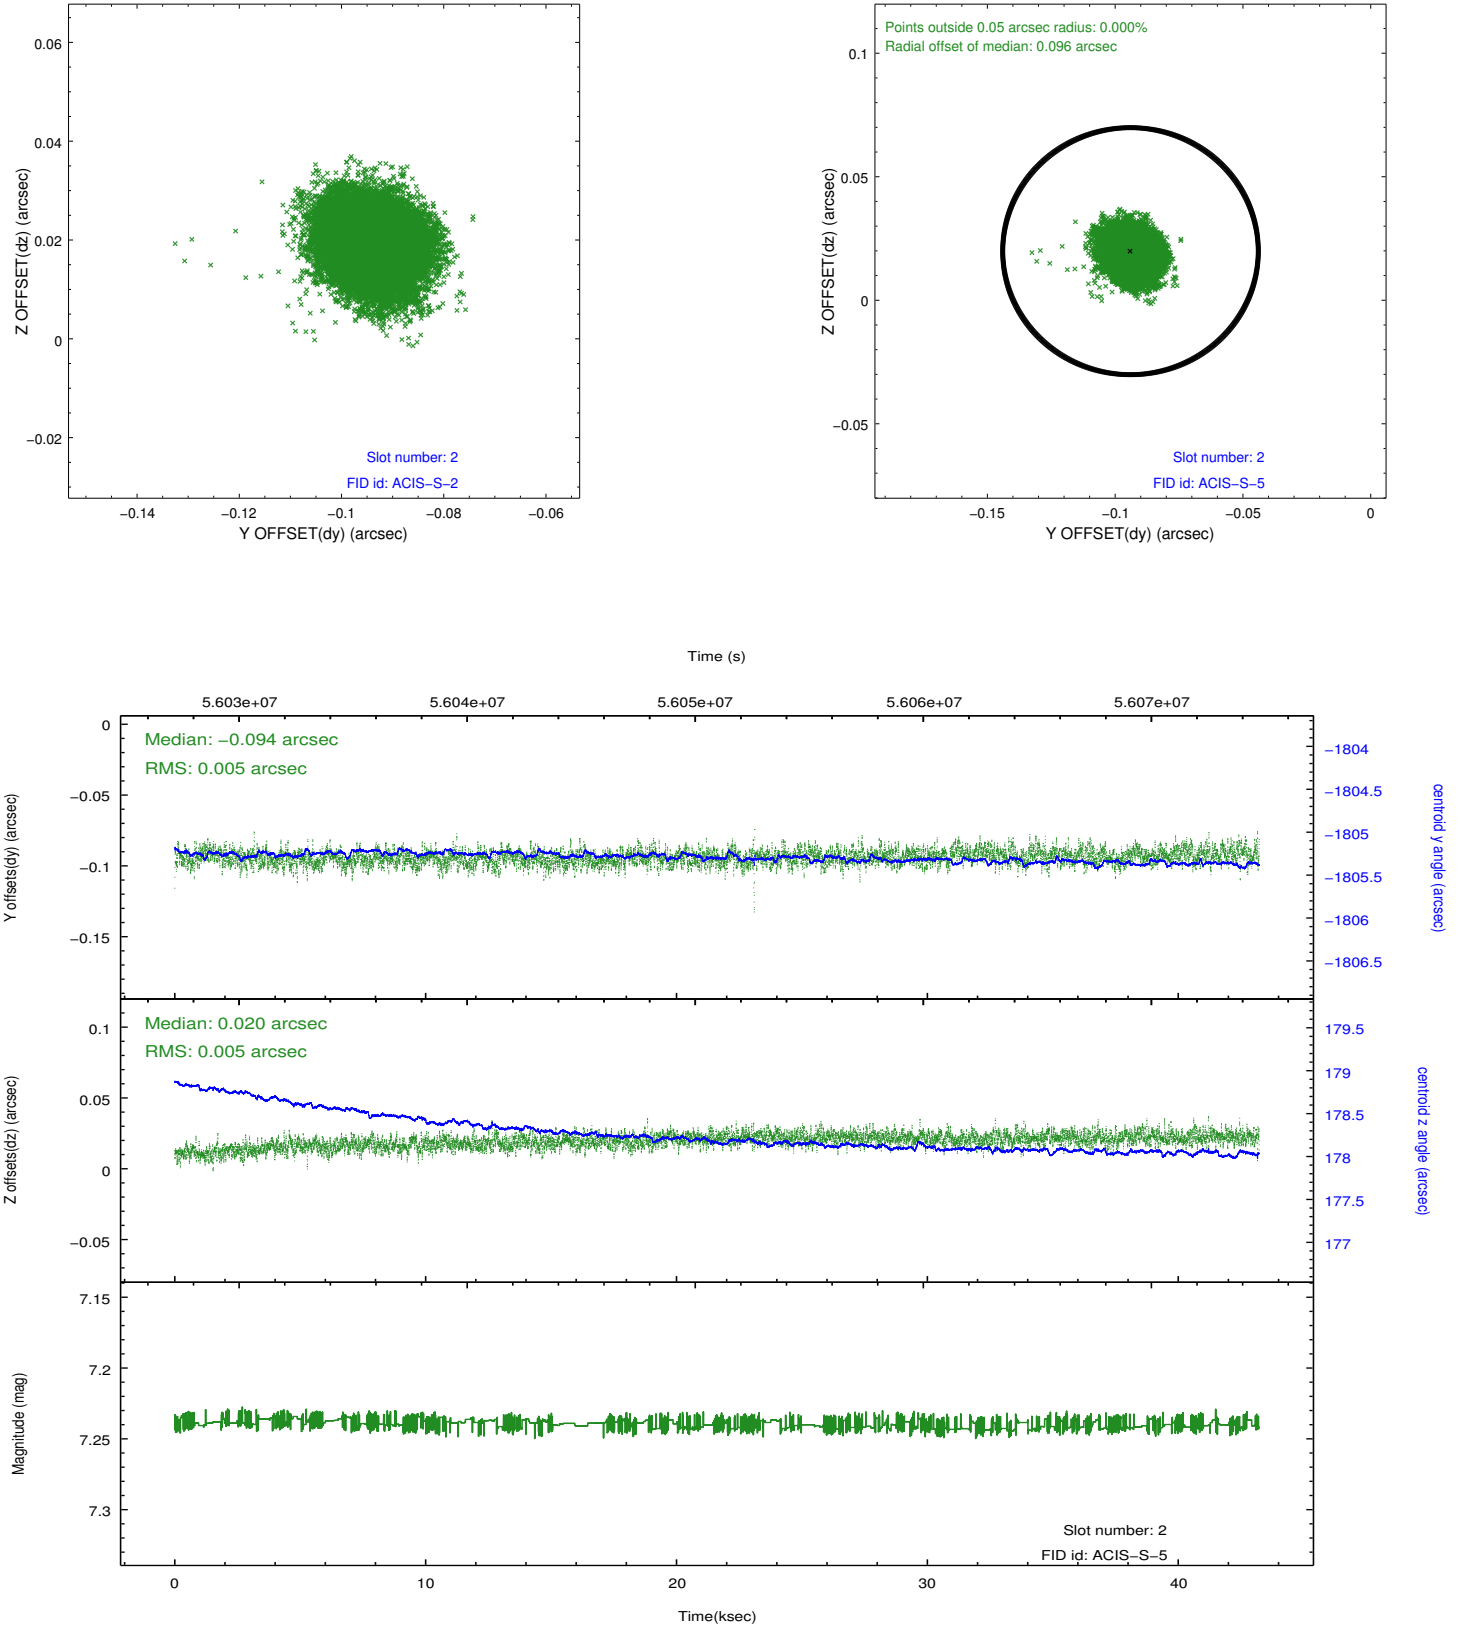 0.06
0.04
0.02
0
−0.02
Z OFFSET(dz) (arcsec)
Slot number: 2
FID id: ACIS−S−2
−0.14
−0.12
−0.1
−0.08
−0.06
Y OFFSET(dy) (arcsec)
Points outside 0.05 arcsec radius: 0.000%
Radial offset of median: 0.096 arcsec
0.1
0.05
0
−0.05
Z OFFSET(dz) (arcsec)
Slot number: 2
FID id: ACIS−S−5
−0.15
−0.1
−0.05
0
Y OFFSET(dy) (arcsec)
Time (s)
5.603e+07
5.604e+07
5.605e+07
5.606e+07
5.607e+07
Median: −0.094 arcsec
RMS: 0.005 arcsec
0
−0.05
−0.1
−0.15
Y offsets(dy) (arcsec)
−1804
−1804.5
−1805
−1805.5
−1806
−1806.5
centroid y angle (arcsec)
Median: 0.020 arcsec
RMS: 0.005 arcsec
0.1
0.05
0
−0.05
Z offsets(dz) (arcsec)
179.5
179
178.5
178
177.5
177
centroid z angle (arcsec)
7.15
7.2
7.25
7.3
Magnitude (mag)
Slot number: 2
FID id: ACIS−S−5
0
10
20
30
40
Time(ksec)